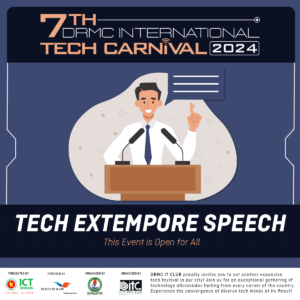 7TH
DRMC INTERNATIONAL
TECH CARNIVAL 2024
TECH EXTEMPORE SPEECH
This Event is Open for All
ICT
DRMC IT CLUB proudly invites you to yet another expansive
tech festival in our city! Join us for an exceptional gathering of
technology aficionados hailing from every corner of the country.
Experience the convergence of diverse tech minds at its finest!